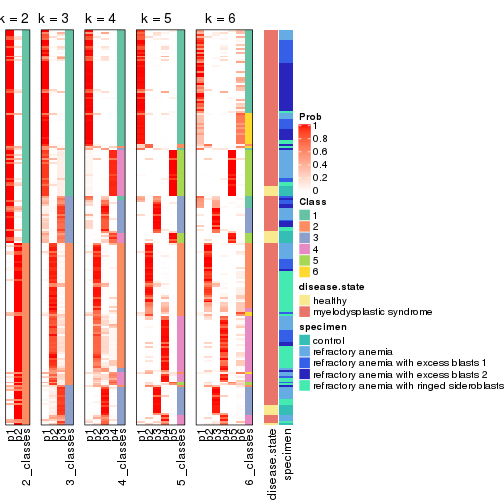 k = 2 k = 3 k = 4 k = 5 k = 6
Prob
1
0.8
0.6
0.4
0.2
0
Class
1
2
3
4
5
6
disease.state
healthy
myelodysplastic syndrome
specimen
control
refractory anemia
refractory anemia with excess blasts 1
refractory anemia with excess blasts 2
refractory anemia with ringed sideroblasts
p1 p2 2_classes p1 p2 p3 3_classes p1 p2 p3 p4 4_classes p1 p2 p3 p4 p5 5_classes p1 p2 p3 p4 p5 p6 6_classes disease.state specimen